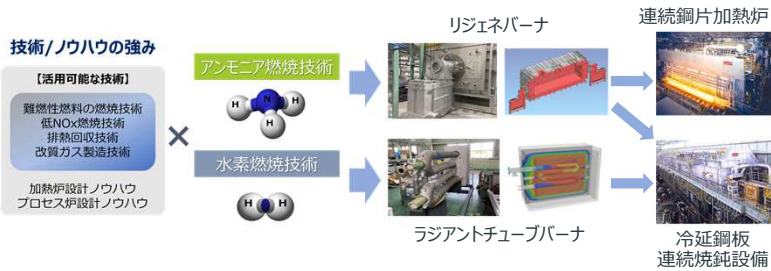 技術/ノウハウの強み
【活用可能な技術】
難燃性燃料の燃焼技術
低NOx燃焼技術
排熱回収技術
改質ガス製造技術
加熱炉設計ノウハウ
プロセス炉設計ノウハウ
×
アンモニア燃焼技術
N
H
H
H
水素燃焼技術
H
H
リジェネバーナ
ラジアントチューブバーナ
連続鋼片加熱炉
冷延鋼板
連続焼鈍設備